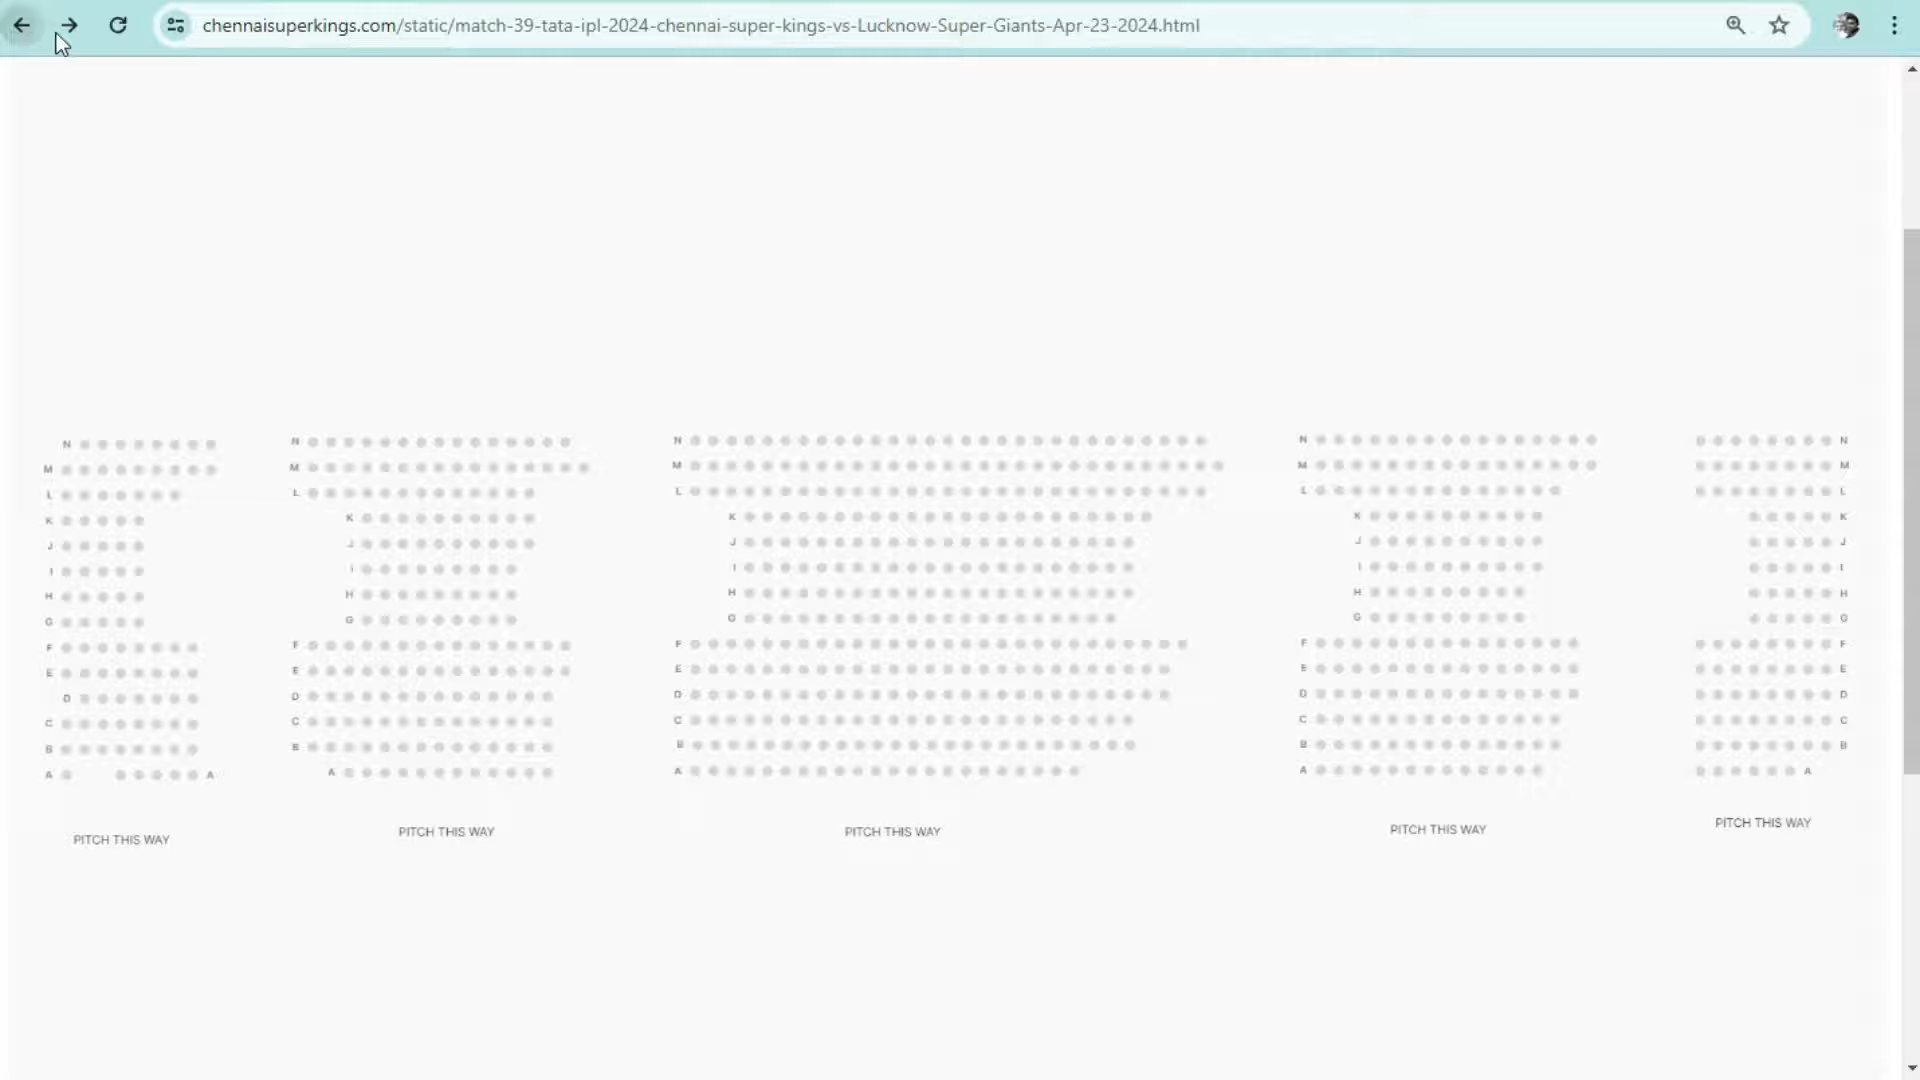 chennaisuperkings.com/static/match-39-tata-ipl-2024-chennai-super-kings-vs-Lucknow-Super-Giants-Apr-23-2024.html
N N N N N
M M M M M
L L L L L
K K K K K
J J J J J
I I I I I
H H H H H
G G G G G
F F F F F
E E E E E
D D D D D
C C C C C
B B B B B
A A A A A A
PITCH THIS WAY PITCH THIS WAY PITCH THIS WAY PITCH THIS WAY PITCH THIS WAY